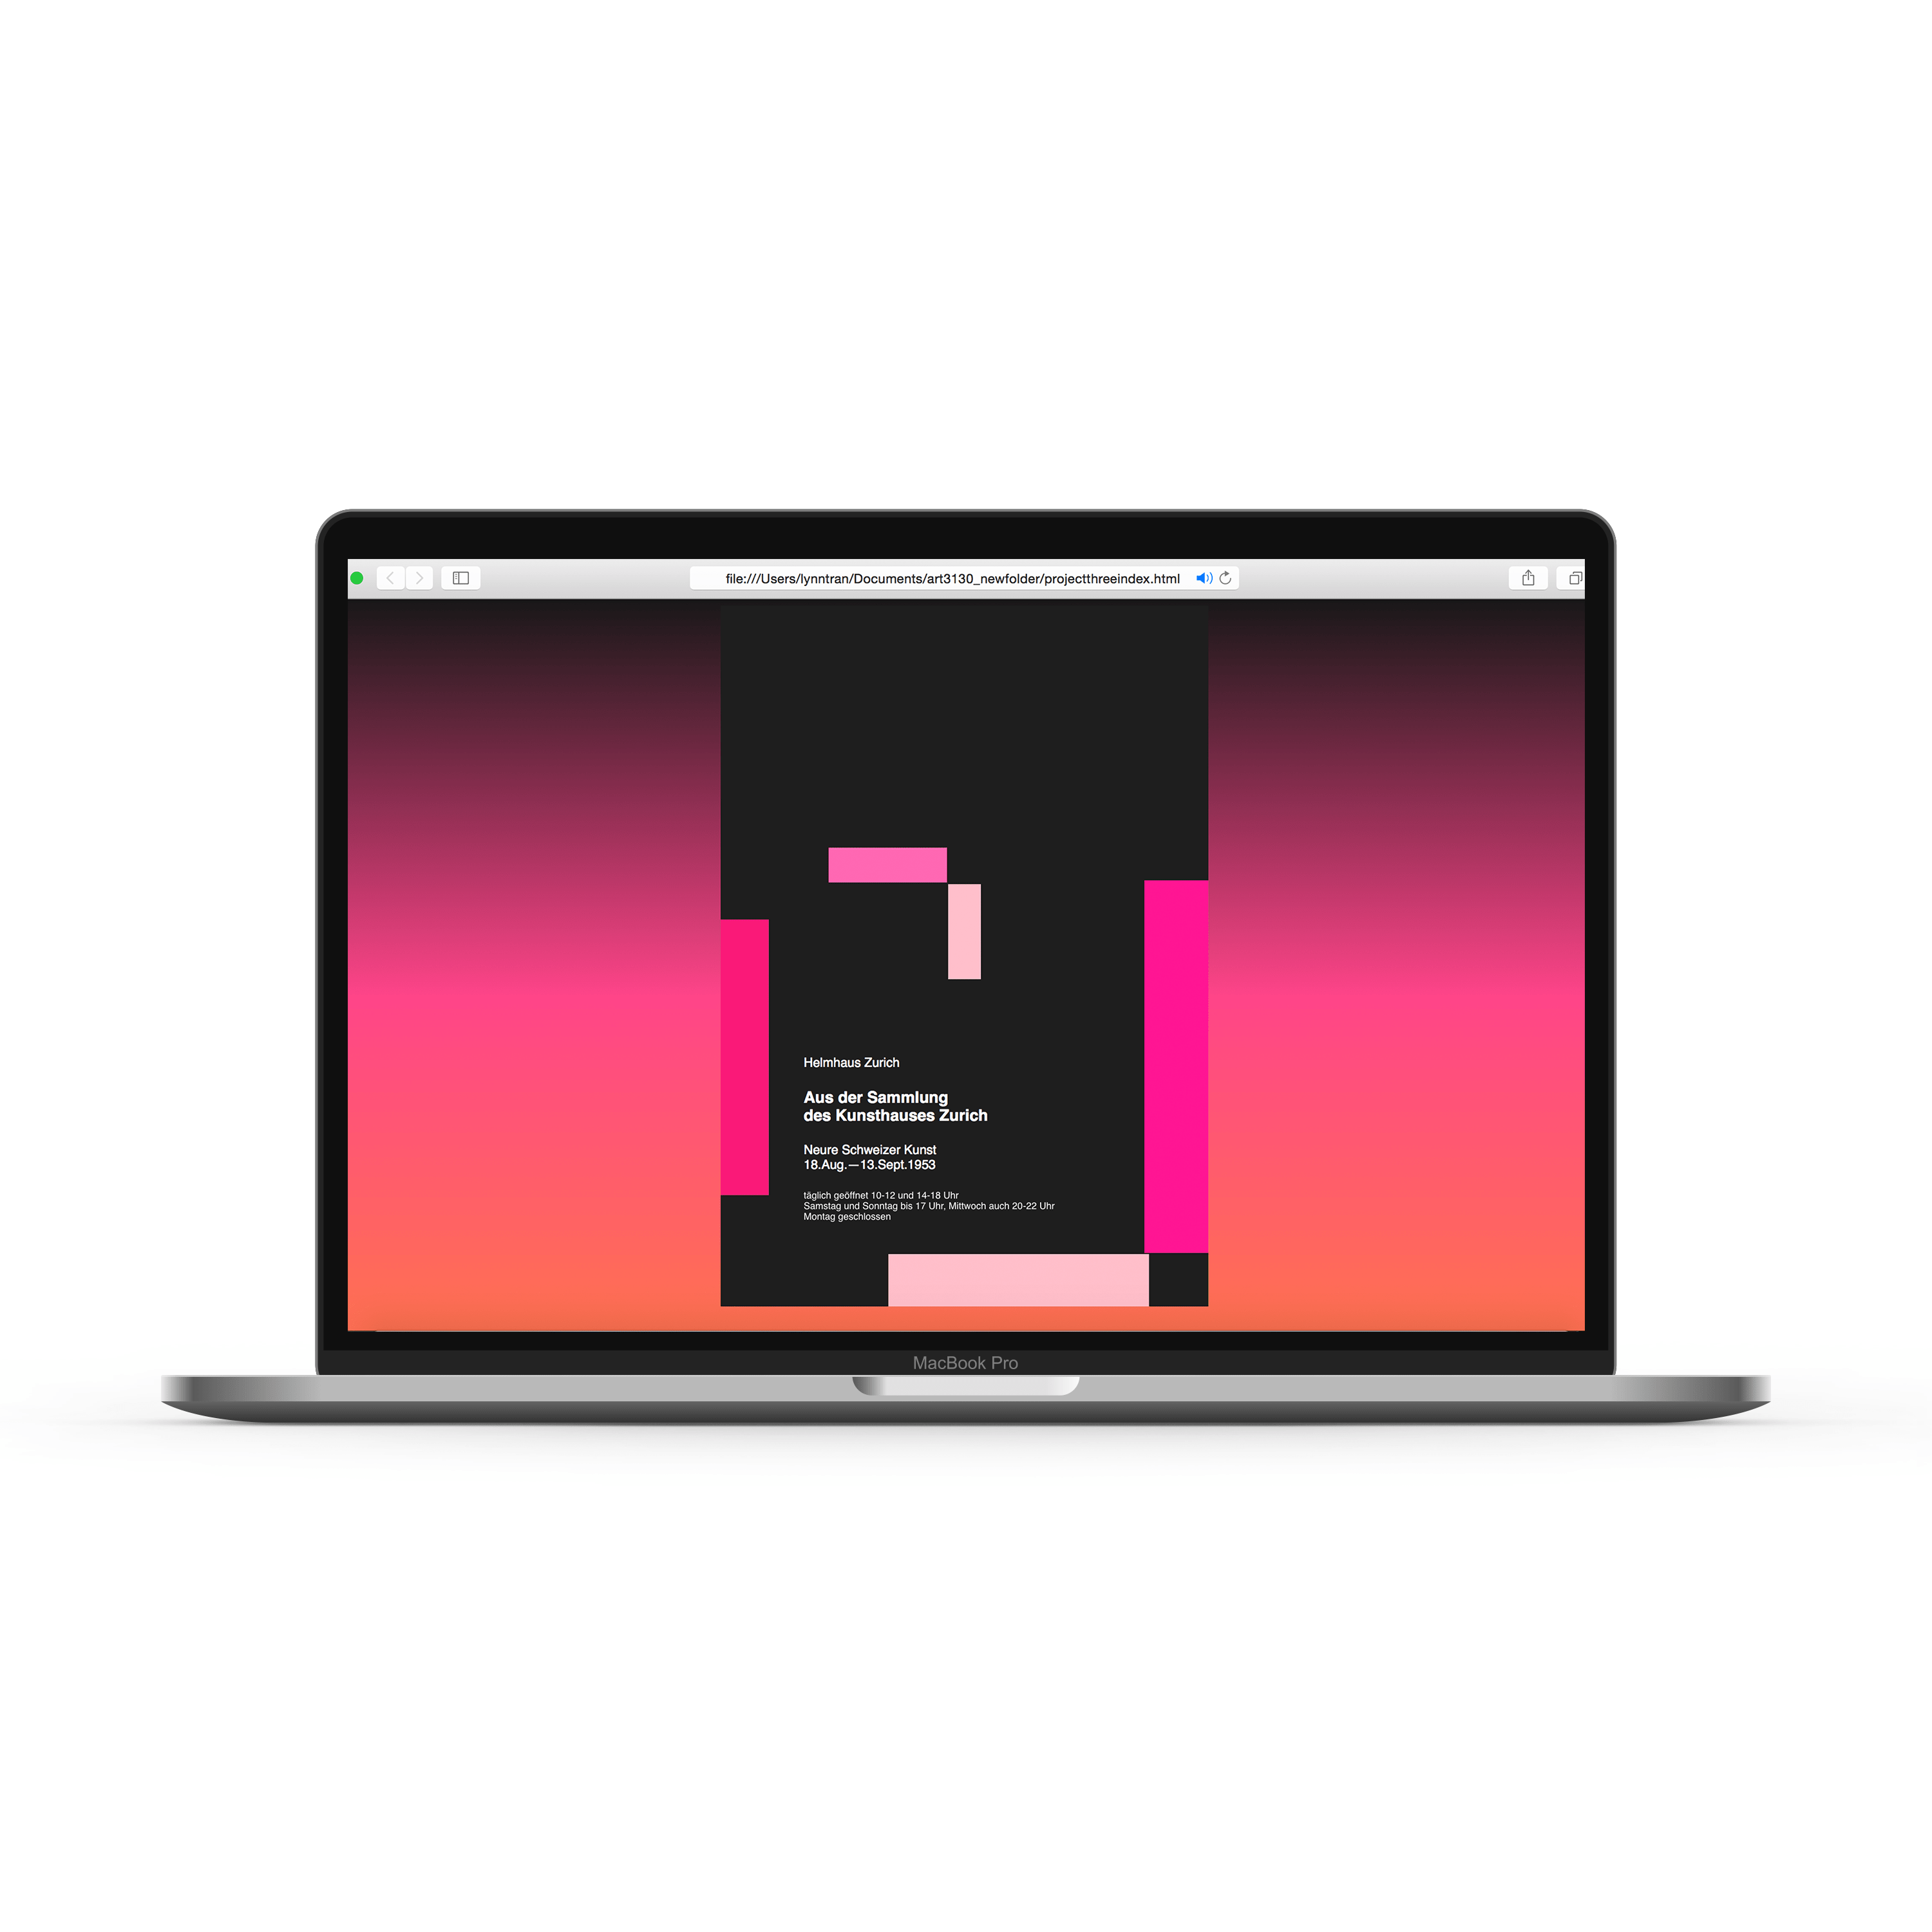 file:///Users/lynntran/Documents/art3130_newfolder/projectthreeindex.html
Helmhaus Zurich
Aus der Sammlung
des Kunsthauses Zurich
Neure Schweizer Kunst
18.Aug.—13.Sept.1953
täglich geöffnet 10-12 und 14-18 Uhr
Samstag und Sonntag bis 17 Uhr, Mittwoch auch 20-22 Uhr
Montag geschlossen
MacBook Pro